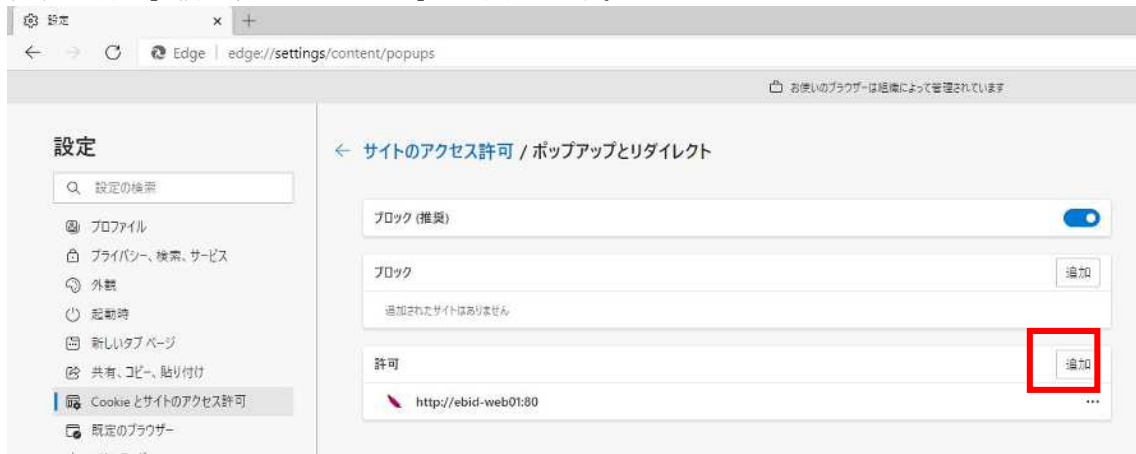 設定
Edge | edge://settings/content/popups
お使いのブラウザーは組織によって管理されています
設定
設定の検索
プロファイル
プライバシー、検索、サービス
外観
起動時
新しいタブ ページ
共有、コピー、貼り付け
Cookie とサイトのアクセス許可
既定のブラウザー
サイトのアクセス許可 / ポップアップとリダイレクト
ブロック (推奨)
ブロック
追加
追加されたサイトはありません
許可
追加
http://ebid-web01:80